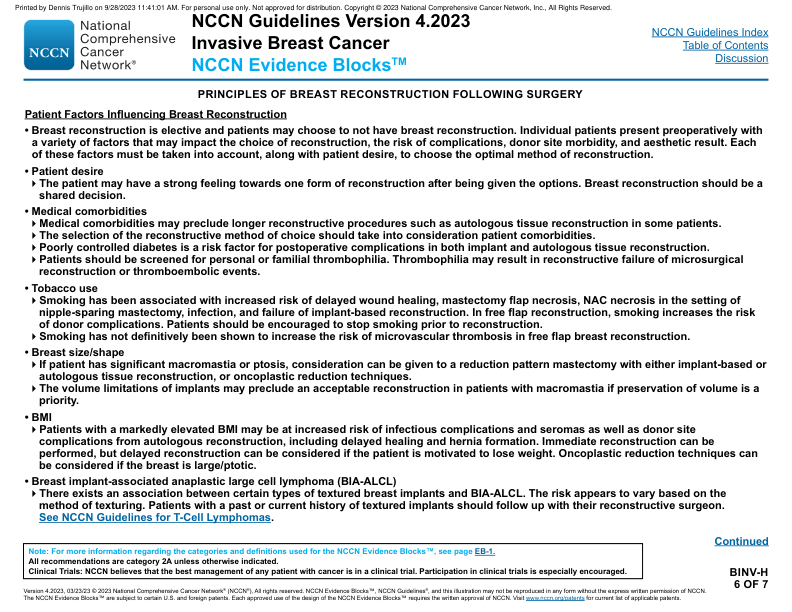 Printed by Dennis Trujillo on 9/28/2023 11:41:01 AM. For personal use only. Not approved for distribution. Copyright © 2023 National Comprehensive Cancer Network, Inc., All Rights Reserved.
NCCN
National
Comprehensive
Cancer
Network®
NCCN Guidelines Version 4.2023
Invasive Breast Cancer
NCCN Evidence Blocks™
NCCN Guidelines Index
Table of Contents
Discussion
PRINCIPLES OF BREAST RECONSTRUCTION FOLLOWING SURGERY
Patient Factors Influencing Breast Reconstruction
• Breast reconstruction is elective and patients may choose to not have breast reconstruction. Individual patients present preoperatively with
a variety of factors that may impact the choice of reconstruction, the risk of complications, donor site morbidity, and aesthetic result. Each
of these factors must be taken into account, along with patient desire, to choose the optimal method of reconstruction.
• Patient desire
‣ The patient may have a strong feeling towards one form of reconstruction after being given the options. Breast reconstruction should be a
shared decision.
• Medical comorbidities
‣ Medical comorbidities may preclude longer reconstructive procedures such as autologous tissue reconstruction in some patients.
‣ The selection of the reconstructive method of choice should take into consideration patient comorbidities.
‣ Poorly controlled diabetes is a risk factor for postoperative complications in both implant and autologous tissue reconstruction.
‣ Patients should be screened for personal or familial thrombophilia. Thrombophilia may result in reconstructive failure of microsurgical
reconstruction or thromboembolic events.
• Tobacco use
‣ Smoking has been associated with increased risk of delayed wound healing, mastectomy flap necrosis, NAC necrosis in the setting of
nipple-sparing mastectomy, infection, and failure of implant-based reconstruction. In free flap reconstruction, smoking increases the risk
of donor complications. Patients should be encouraged to stop smoking prior to reconstruction.
‣ Smoking has not definitively been shown to increase the risk of microvascular thrombosis in free flap breast reconstruction.
• Breast size/shape
‣ If patient has significant macromastia or ptosis, consideration can be given to a reduction pattern mastectomy with either implant-based or
autologous tissue reconstruction, or oncoplastic reduction techniques.
‣ The volume limitations of implants may preclude an acceptable reconstruction in patients with macromastia if preservation of volume is a
priority.
• BMI
‣ Patients with a markedly elevated BMI may be at increased risk of infectious complications and seromas as well as donor site
complications from autologous reconstruction, including delayed healing and hernia formation. Immediate reconstruction can be
performed, but delayed reconstruction can be considered if the patient is motivated to lose weight. Oncoplastic reduction techniques can
be considered if the breast is large/ptotic.
• Breast implant-associated anaplastic large cell lymphoma (BIA-ALCL)
‣ There exists an association between certain types of textured breast implants and BIA-ALCL. The risk appears to vary based on the
method of texturing. Patients with a past or current history of textured implants should follow up with their reconstructive surgeon.
See NCCN Guidelines for T-Cell Lymphomas.
Continued
Note: For more information regarding the categories and definitions used for the NCCN Evidence Blocks™, see page EB-1.
All recommendations are category 2A unless otherwise indicated.
Clinical Trials: NCCN believes that the best management of any patient with cancer is in a clinical trial. Participation in clinical trials is especially encouraged.
BINV-H
6 OF 7
Version 4.2023, 03/23/23 © 2023 National Comprehensive Cancer Network® (NCCN®), All rights reserved. NCCN Evidence Blocks™, NCCN Guidelines®, and this illustration may not be reproduced in any form without the express written permission of NCCN.
The NCCN Evidence Blocks™ are subject to certain U.S. and foreign patents. Each approved use of the design of the NCCN Evidence Blocks™ requires the written approval of NCCN. Visit www.nccn.org/patents for current list of applicable patents.